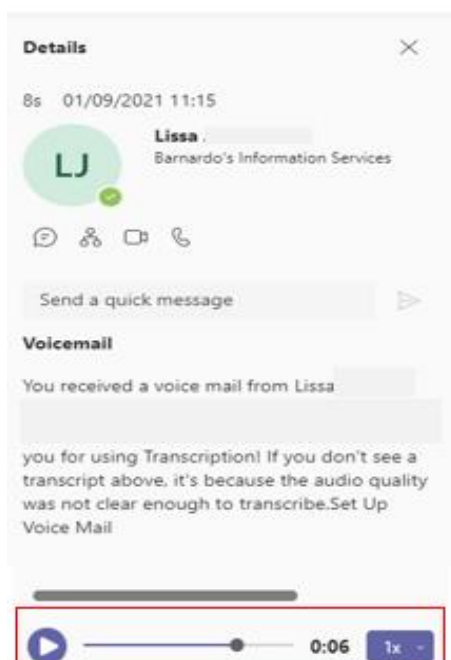 Details
8s 01/09/2021 11:15
Lissa
Barnardo's Information Services
LJ
Send a quick message
Voicemail
You received a voice mail from Lissa
you for using Transcription! If you don't see a
transcript above, it's because the audio quality
was not clear enough to transcribe.Set Up
Voice Mail
0:06 1x